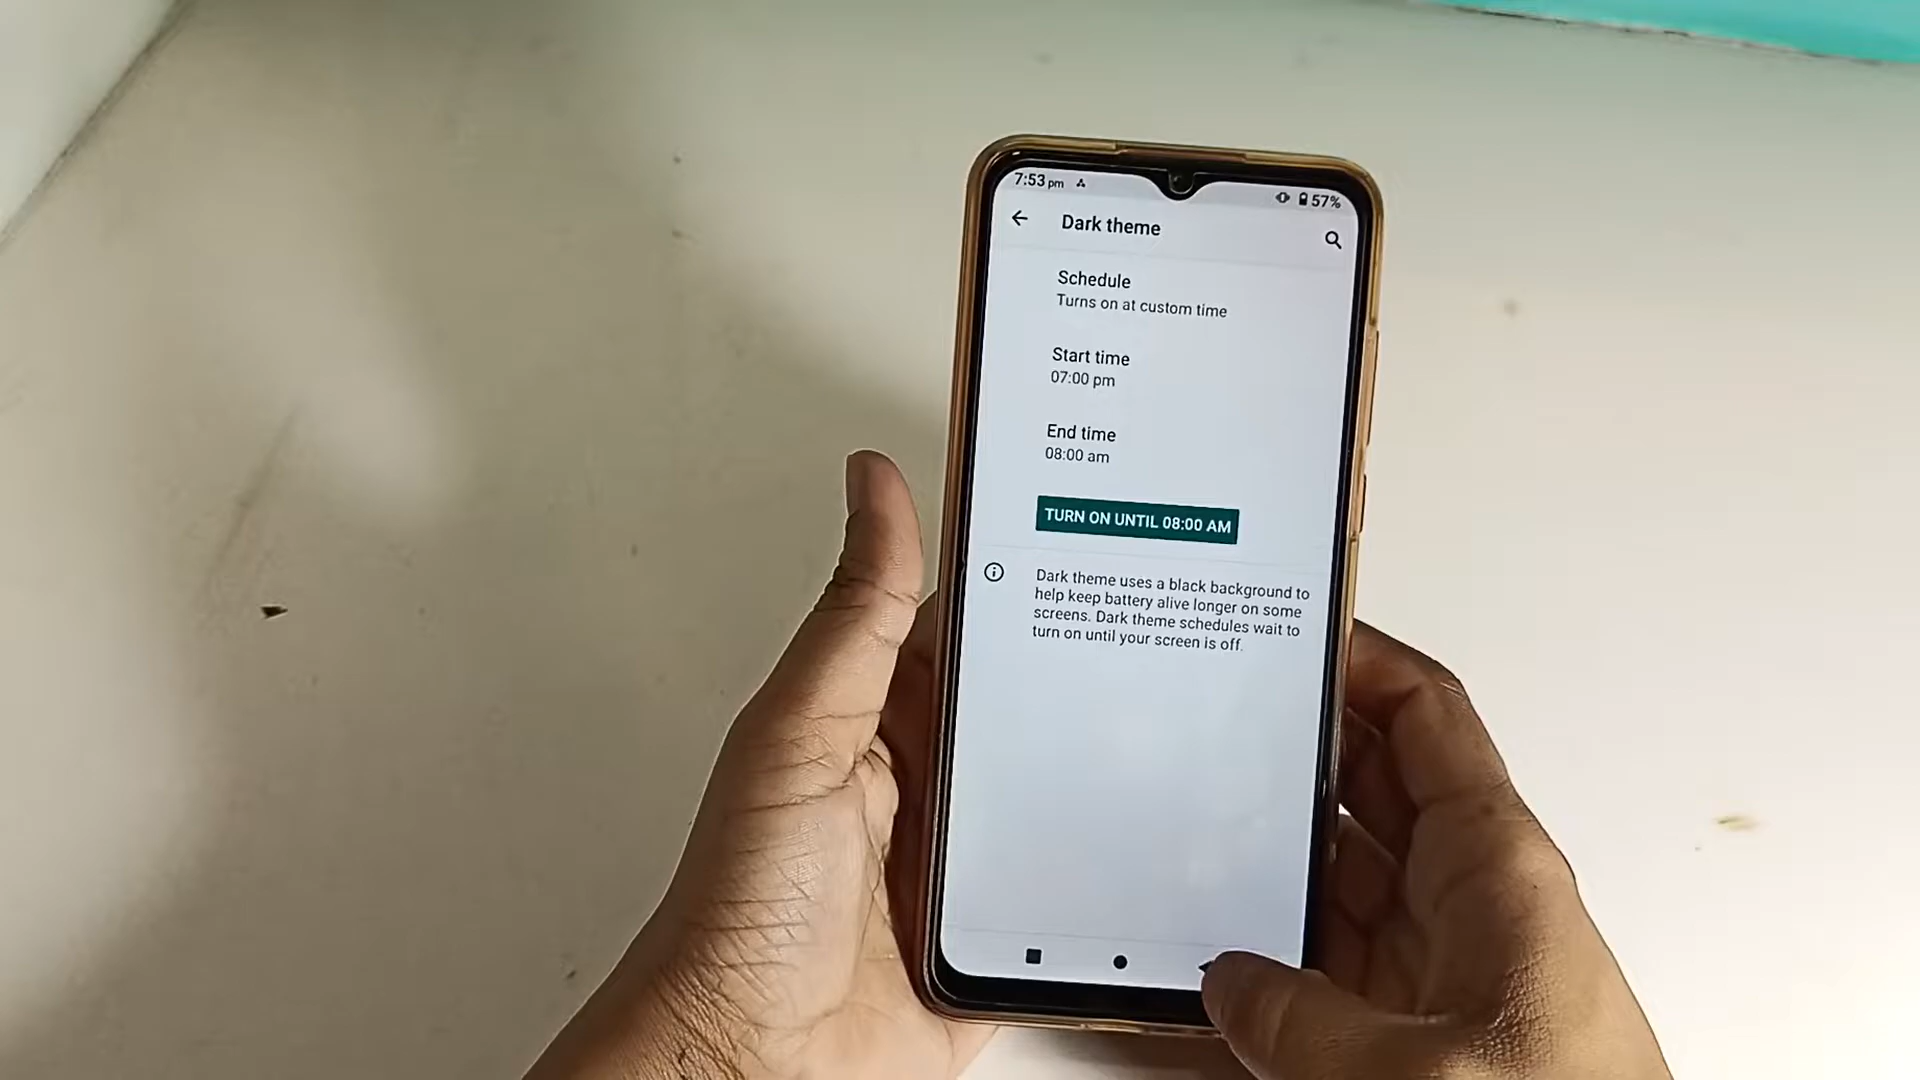 7:53 pm
57%
Dark theme
Schedule
Turns on at custom time
Start time
07:00 pm
End time
08:00 am
TURN ON UNTIL 08:00 AM
Dark theme uses a black background to
help keep battery alive longer on some
screens. Dark theme schedules wait to
turn on until your screen is off.